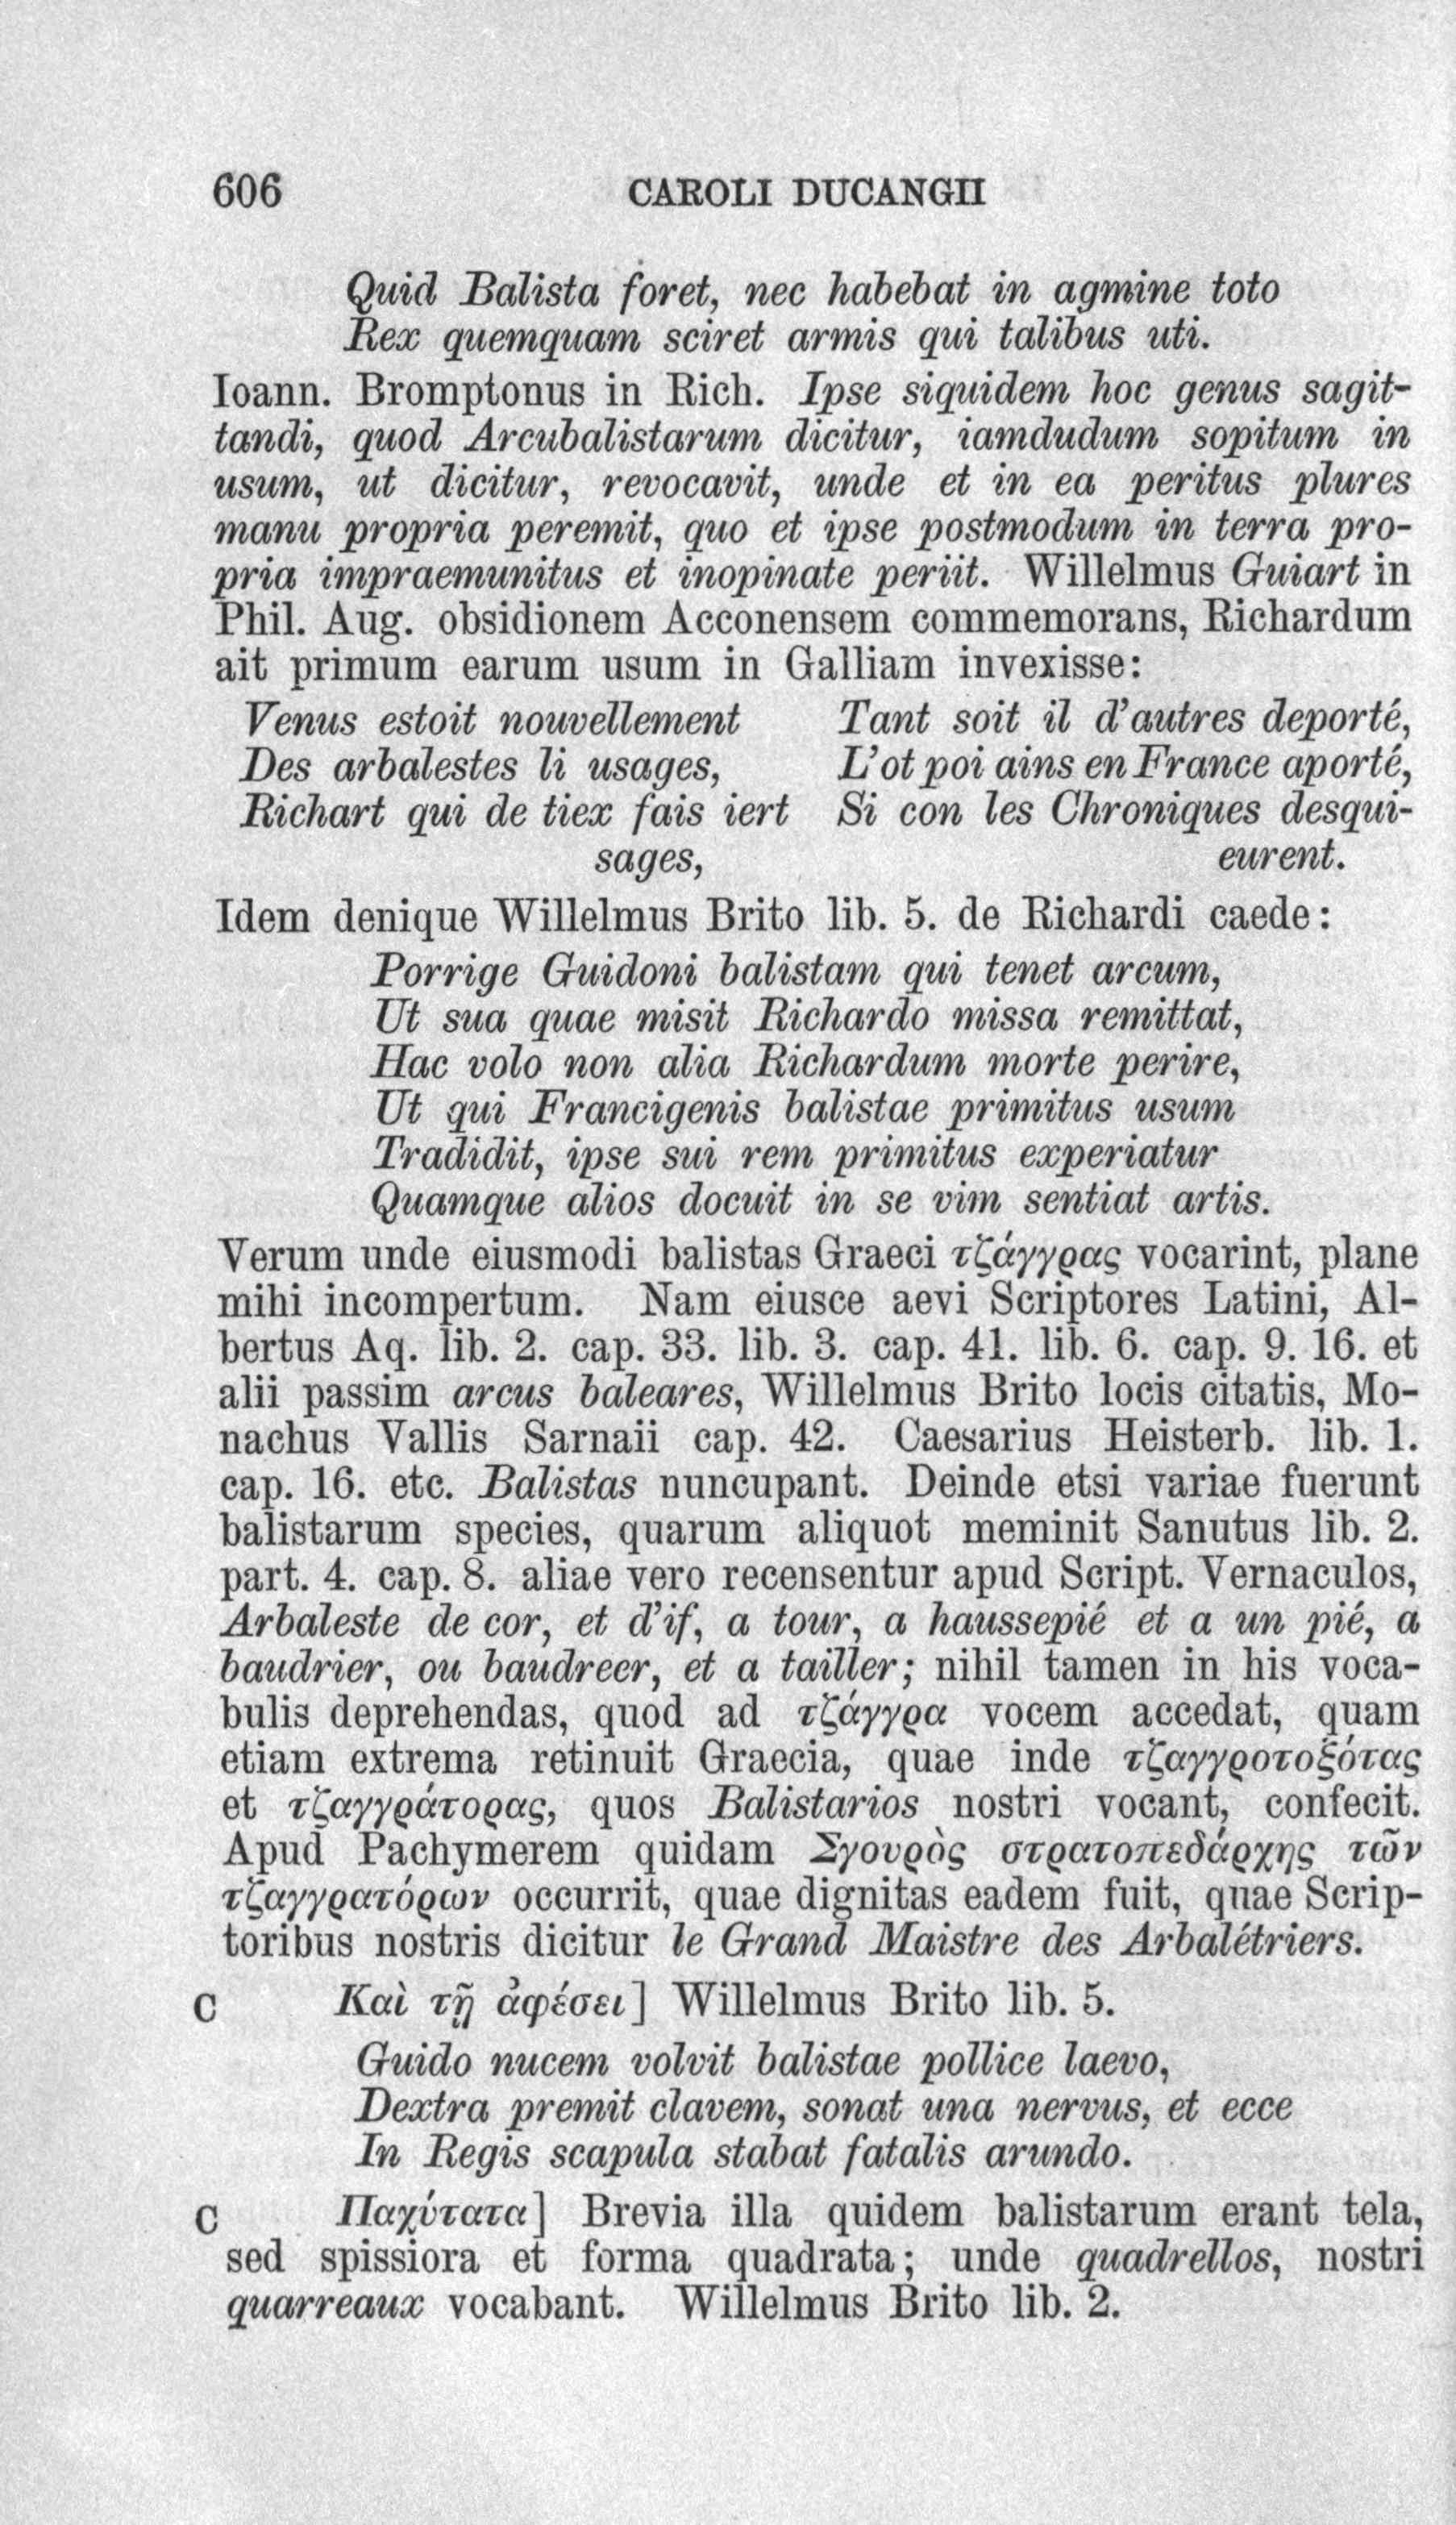 606 CAROLI DUCANGII
Quid Balista foret, nec habebat in agmine toto
Rex quemquam sciret armis qui talibus uti.
Ioann. Bromptonus in Rich. Ipse siquidem hoc genus sagit-
tandi, quod Arcubalistarum dicitur, iamdudum sopitum in
usum, ut dicitur, revocavit, unde et in ea peritus plures
manu propria peremit, quo et ipse postmodum in terra pro-
pria impraemunitus et inopinate periit. Willelmus Guiart in
Phil. Aug. obsidionem Acconensem commemorans, Richardum
ait primum earum usum in Galliam invexisse:
Venus estoit nouvellement
Des arbalestes li usages,
Richart qui de tiex fais iert
sages,
Tant soit il d'autres deporté,
L'ot poi ains en France aporté,
Si con les Chroniques desqui-
eurent.
Idem denique Willelmus Brito lib. 5. de Richardi caede:
Porrige Guidoni balistam qui tenet arcum,
Ut sua quae misit Richardo missa remittat,
Hac volo non alia Richardum morte perire,
Ut qui Francigenis balistae primitus usum
Tradidit, ipse sui rem primitus experiatur
Quamque alios docuit in se vim sentiat artis.
Verum unde eiusmodi balistas Graeci τζάγγρας vocarint, plane
mihi incompertum. Nam eiusce aevi Scriptores Latini, Al-
bertus Aq. lib. 2. cap. 33. lib. 3. cap. 41. lib. 6. cap. 9. 16. et
alii passim arcus baleares, Willelmus Brito locis citatis, Mo-
nachus Vallis Sarnaii cap. 42. Caesarius Heisterb. lib. 1.
cap. 16. etc. Balistas nuncupant. Deinde etsi variae fuerunt
balistarum species, quarum aliquot meminit Sanutus lib. 2.
part. 4. cap. 8. aliae vero recensentur apud Script. Vernaculos,
Arbaleste de cor, et d'if, a tour, a haussepié et a un pié, a
baudrier, ou baudreer, et a tailler; nihil tamen in his voca-
bulis deprehendas, quod ad τζάγγρα vocem accedat, quam
etiam extrema retinuit Graecia, quae inde τζαγγροτοξότας
et τζαγγράτορας, quos Balistarios nostri vocant, confecit.
Apud Pachymerem quidam Σγουρὸς στρατοπεδάρχης τῶν
τζαγγρατόρων occurrit, quae dignitas eadem fuit, quae Scrip-
toribus nostris dicitur le Grand Maistre des Arbalétriers.
C Καὶ τῇ ἀφέσει] Willelmus Brito lib. 5.
Guido nucem volvit balistae pollice laevo,
Dextra premit clavem, sonat una nervus, et ecce
In Regis scapula stabat fatalis arundo.
C Παχύτατα] Brevia illa quidem balistarum erant tela,
sed spissiora et forma quadrata; unde quadrellos, nostri
quarreaux vocabant. Willelmus Brito lib. 2.